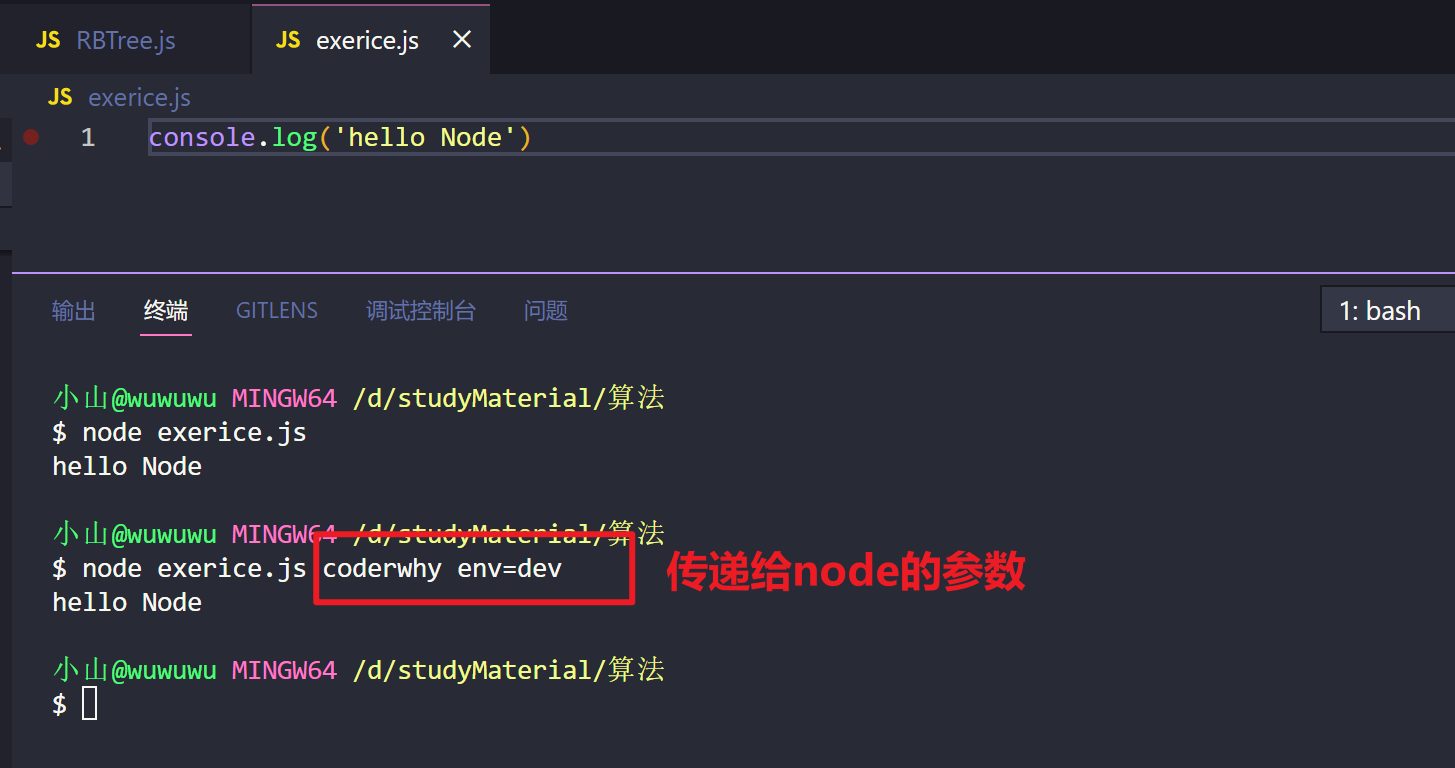 JS RBTree.js JS exerice.js
JS exerice.js
1 console.log('hello Node')
输出 终端 GITLENS 调试控制台 问题 1: bash
小山@wuwuwu MINGW64 /d/studyMaterial/算法
$ node exerice.js
hello Node
小山@wuwuwu MINGW64 /d/studyMaterial/算法
$ node exerice.js coderwhy env=dev 传递给node的参数
hello Node
小山@wuwuwu MINGW64 /d/studyMaterial/算法
$